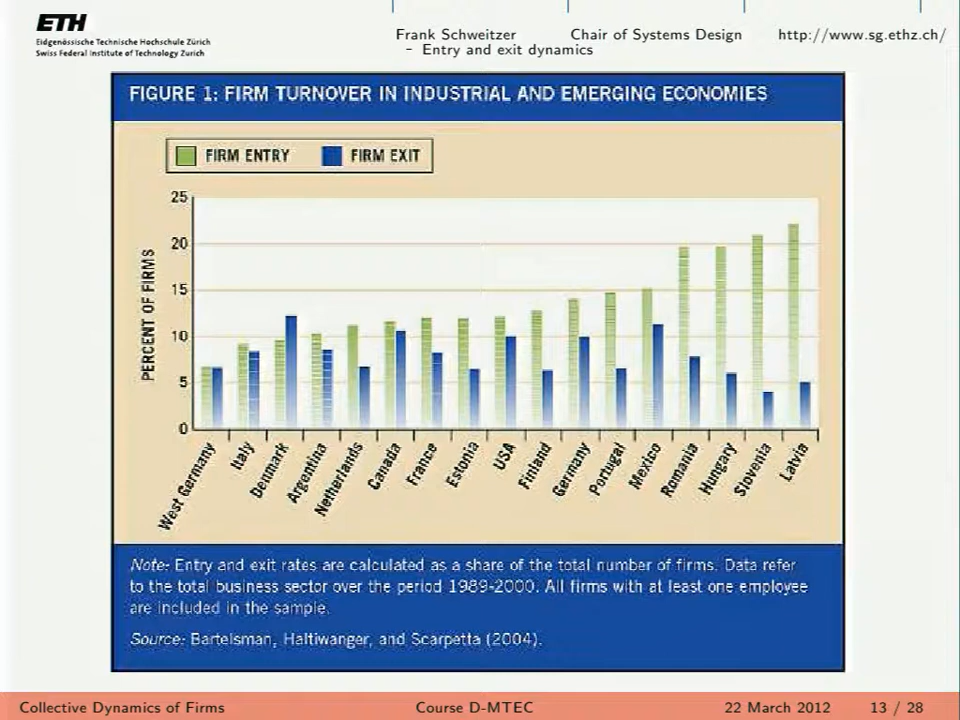 ETH
Eidgenössische Technische Hochschule Zürich
Swiss Federal Institute of Technology Zurich
Frank Schweitzer Chair of Systems Design http://www.sg.ethz.ch/
– Entry and exit dynamics
FIGURE 1: FIRM TURNOVER IN INDUSTRIAL AND EMERGING ECONOMIES
FIRM ENTRY FIRM EXIT
PERCENT OF FIRMS
25
20
15
10
5
0
West Germany
Italy
Denmark
Argentina
Netherlands
Canada
France
Estonia
USA
Finland
Germany
Portugal
Mexico
Romania
Hungary
Slovenia
Latvia
Note: Entry and exit rates are calculated as a share of the total number of firms. Data refer
to the total business sector over the period 1989-2000. All firms with at least one employee
are included in the sample.
Source: Bartelsman, Haltiwanger, and Scarpetta (2004).
Collective Dynamics of Firms Course D-MTEC 22 March 2012 13 / 28